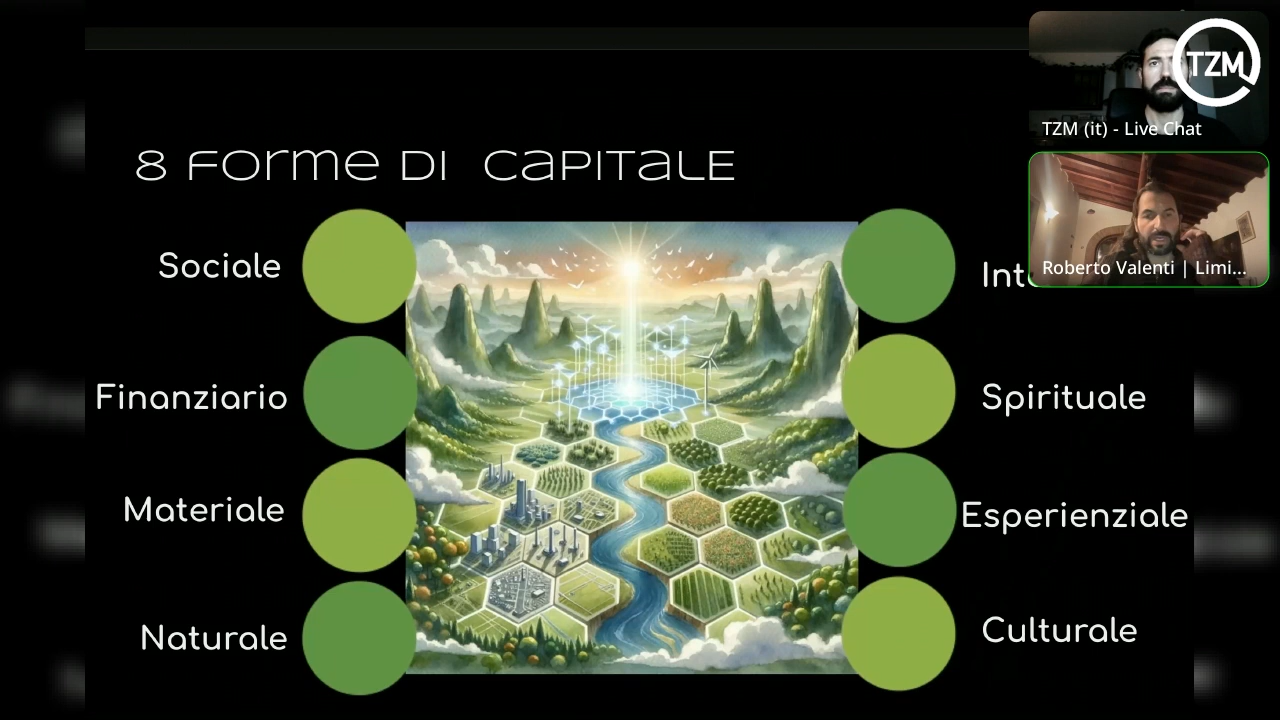 8 Forme di Capitale
Sociale
Finanziario
Materiale
Naturale
Spirituale
Esperienziale
Culturale
TZM
TZM (it) - Live Chat
Roberto Valenti | Limi...